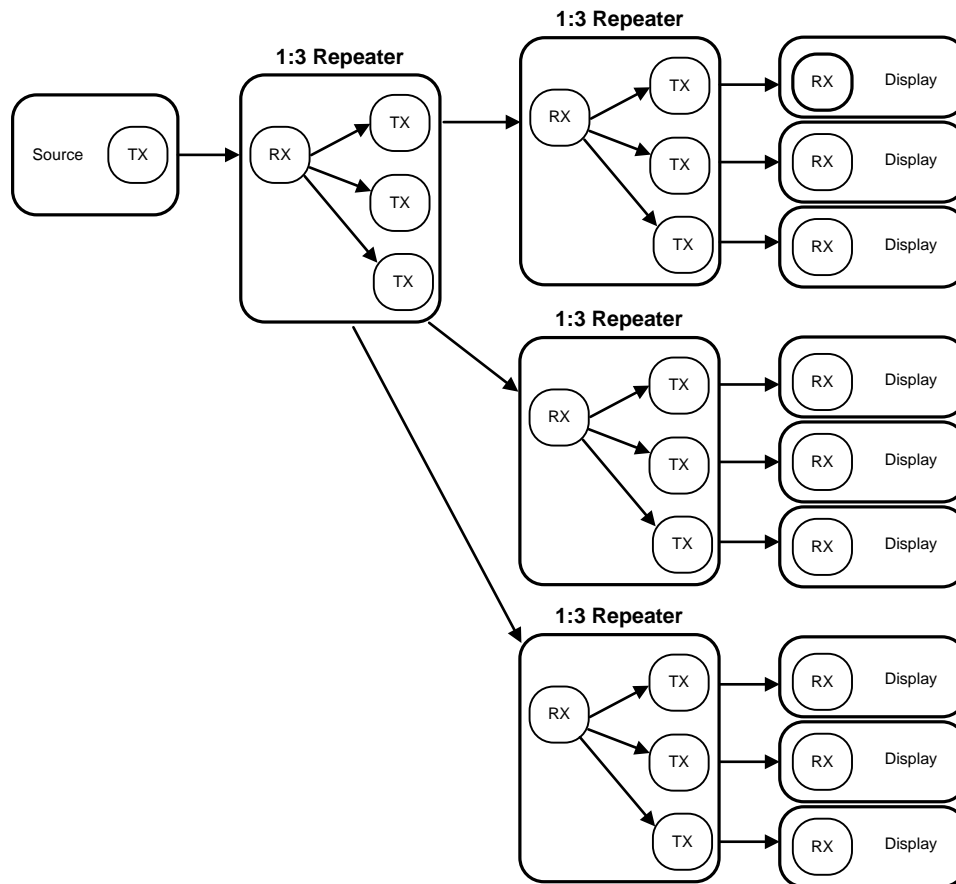 1:3 Repeater
1:3 Repeater
Source
TX
RX
TX
TX
TX
RX
TX
TX
TX
RX
Display
RX
Display
RX
Display
1:3 Repeater
RX
TX
TX
TX
RX
Display
RX
Display
RX
Display
1:3 Repeater
RX
TX
TX
TX
RX
Display
RX
Display
RX
Display